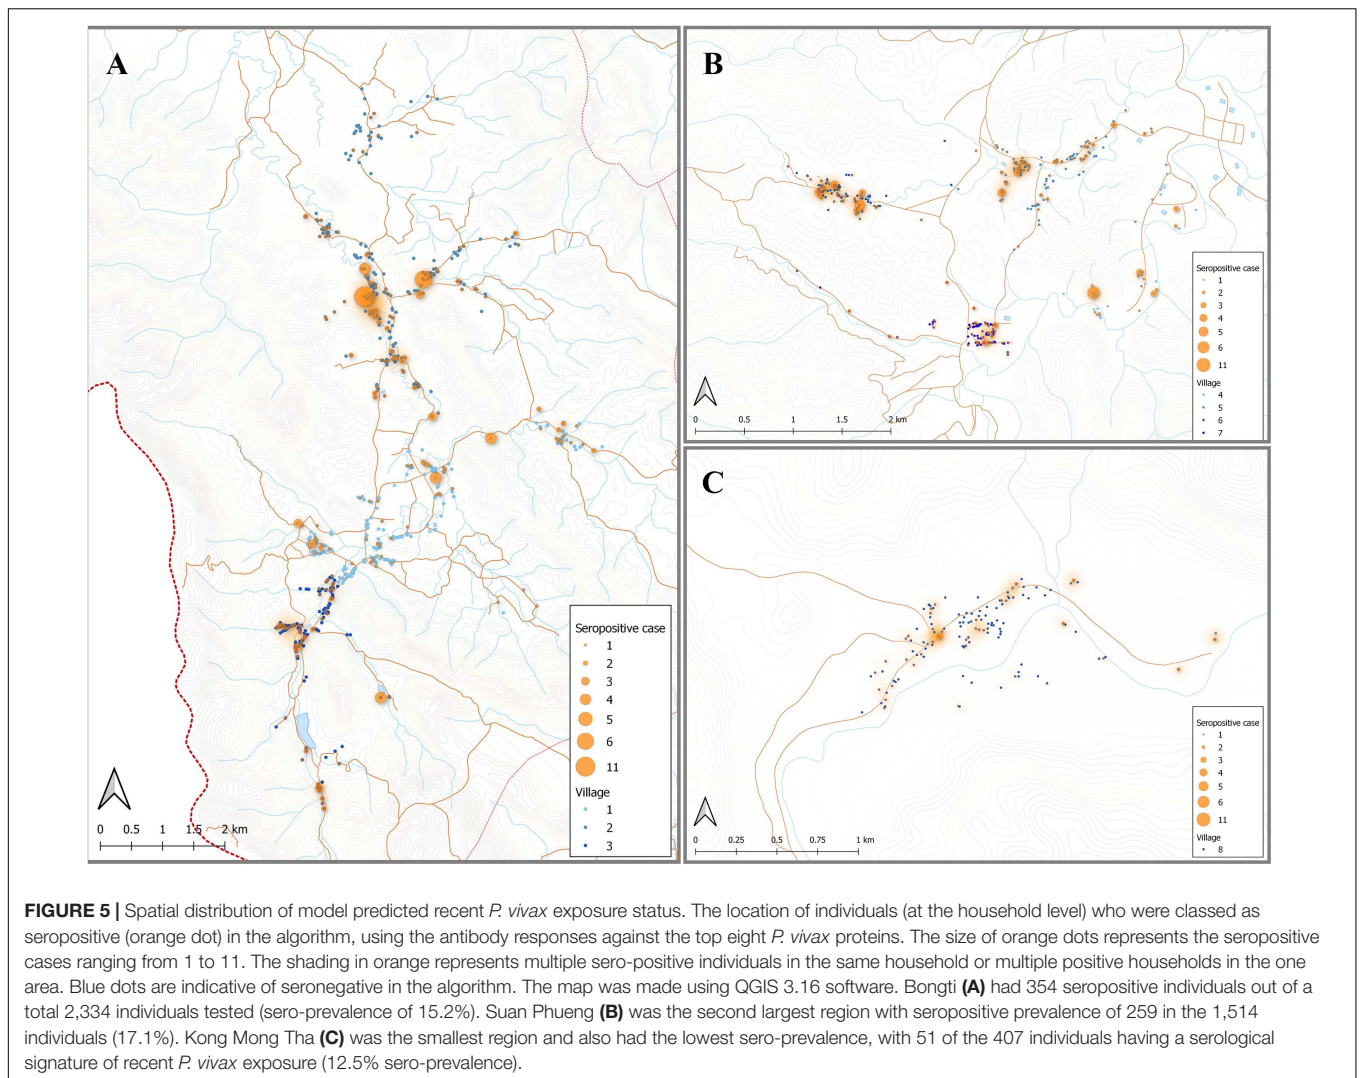 A
Seropositive case
1
2
3
4
5
6
11
Village
1
2
3
0 0.5 1 1.5 2 km
B
Seropositive case
1
2
3
4
5
6
11
Village
4
5
6
7
0 0.5 1 1.5 2 km
C
Seropositive case
1
2
3
4
5
6
11
Village
8
0 0.25 0.5 0.75 1 km
FIGURE 5 | Spatial distribution of model predicted recent P. vivax exposure status. The location of individuals (at the household level) who were classed as
seropositive (orange dot) in the algorithm, using the antibody responses against the top eight P. vivax proteins. The size of orange dots represents the seropositive
cases ranging from 1 to 11. The shading in orange represents multiple sero-positive individuals in the same household or multiple positive households in the one
area. Blue dots are indicative of seronegative in the algorithm. The map was made using QGIS 3.16 software. Bongti (A) had 354 seropositive individuals out of a
total 2,334 individuals tested (sero-prevalence of 15.2%). Suan Phueng (B) was the second largest region with seropositive prevalence of 259 in the 1,514
individuals (17.1%). Kong Mong Tha (C) was the smallest region and also had the lowest sero-prevalence, with 51 of the 407 individuals having a serological
signature of recent P. vivax exposure (12.5% sero-prevalence).